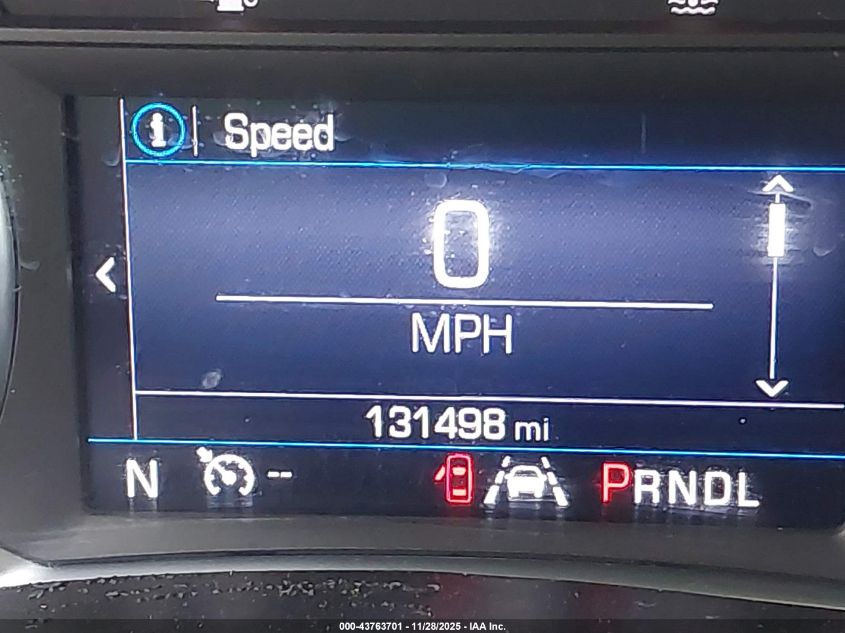 i Speed
0
MPH
131498 mi
N -- PRNDL
000-43763701 - 11/28/2025 - IAA Inc.